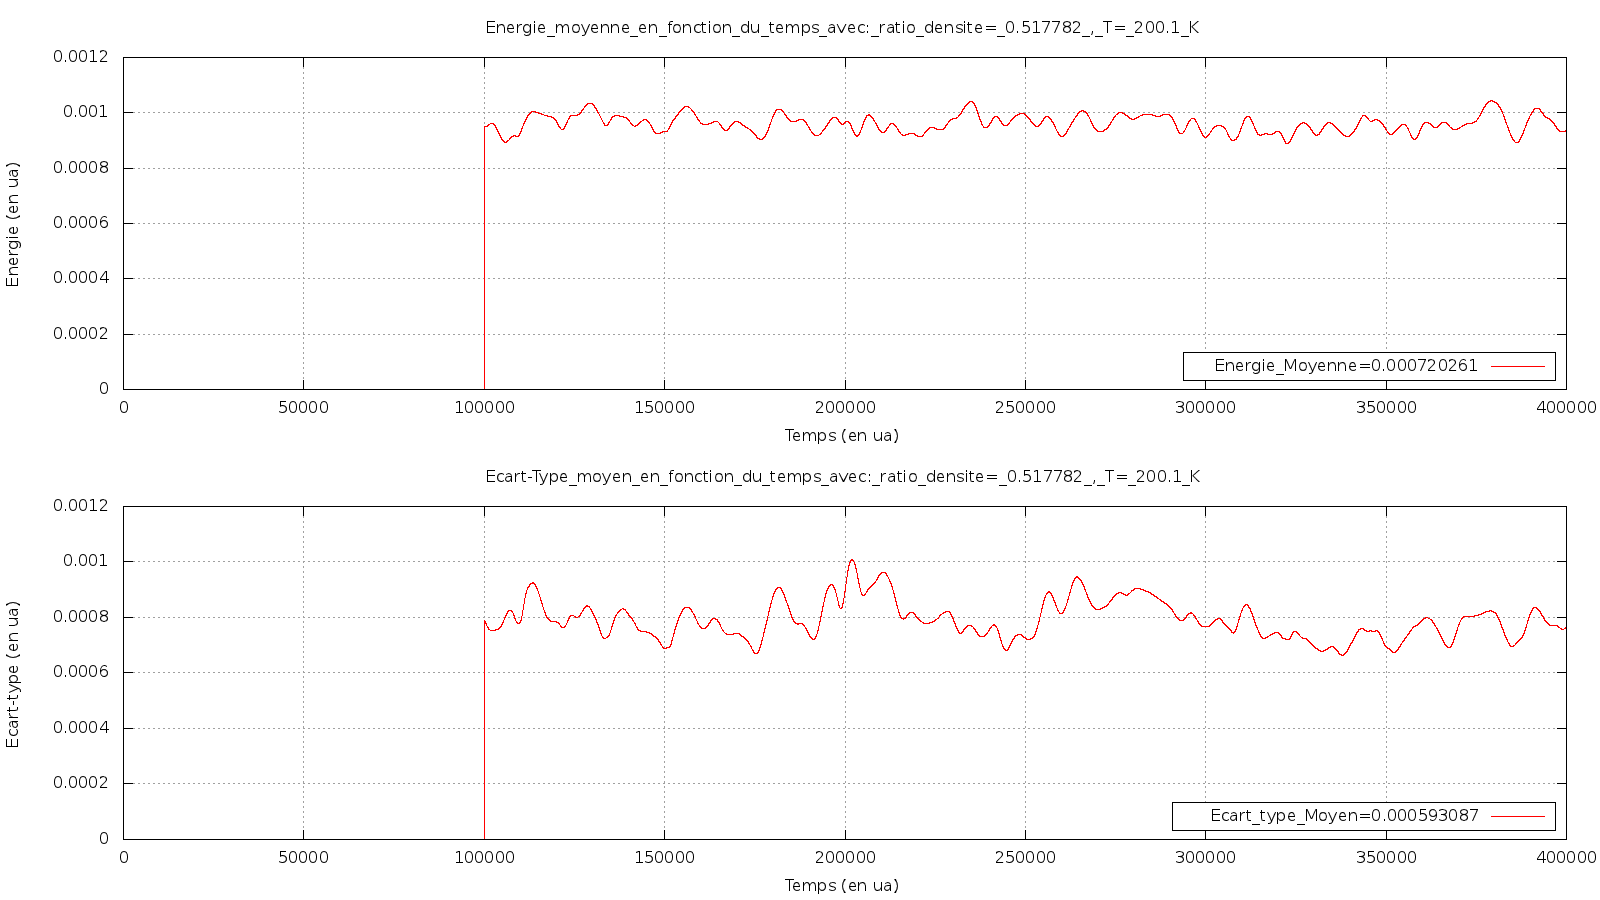 Energie_moyenne_en_fonction_du_temps_avec:_ratio_densite=_0.517782_,_T=_200.1_K
0.0012
0.001
0.0008
0.0006
0.0004
0.0002
0
Energie (en ua)
Energie_Moyenne=0.000720261
0 50000 100000 150000 200000 250000 300000 350000 400000
Temps (en ua)
Ecart-Type_moyen_en_fonction_du_temps_avec:_ratio_densite=_0.517782_,_T=_200.1_K
0.0012
0.001
0.0008
0.0006
0.0004
0.0002
0
Ecart-type (en ua)
Ecart_type_Moyen=0.000593087
0 50000 100000 150000 200000 250000 300000 350000 400000
Temps (en ua)